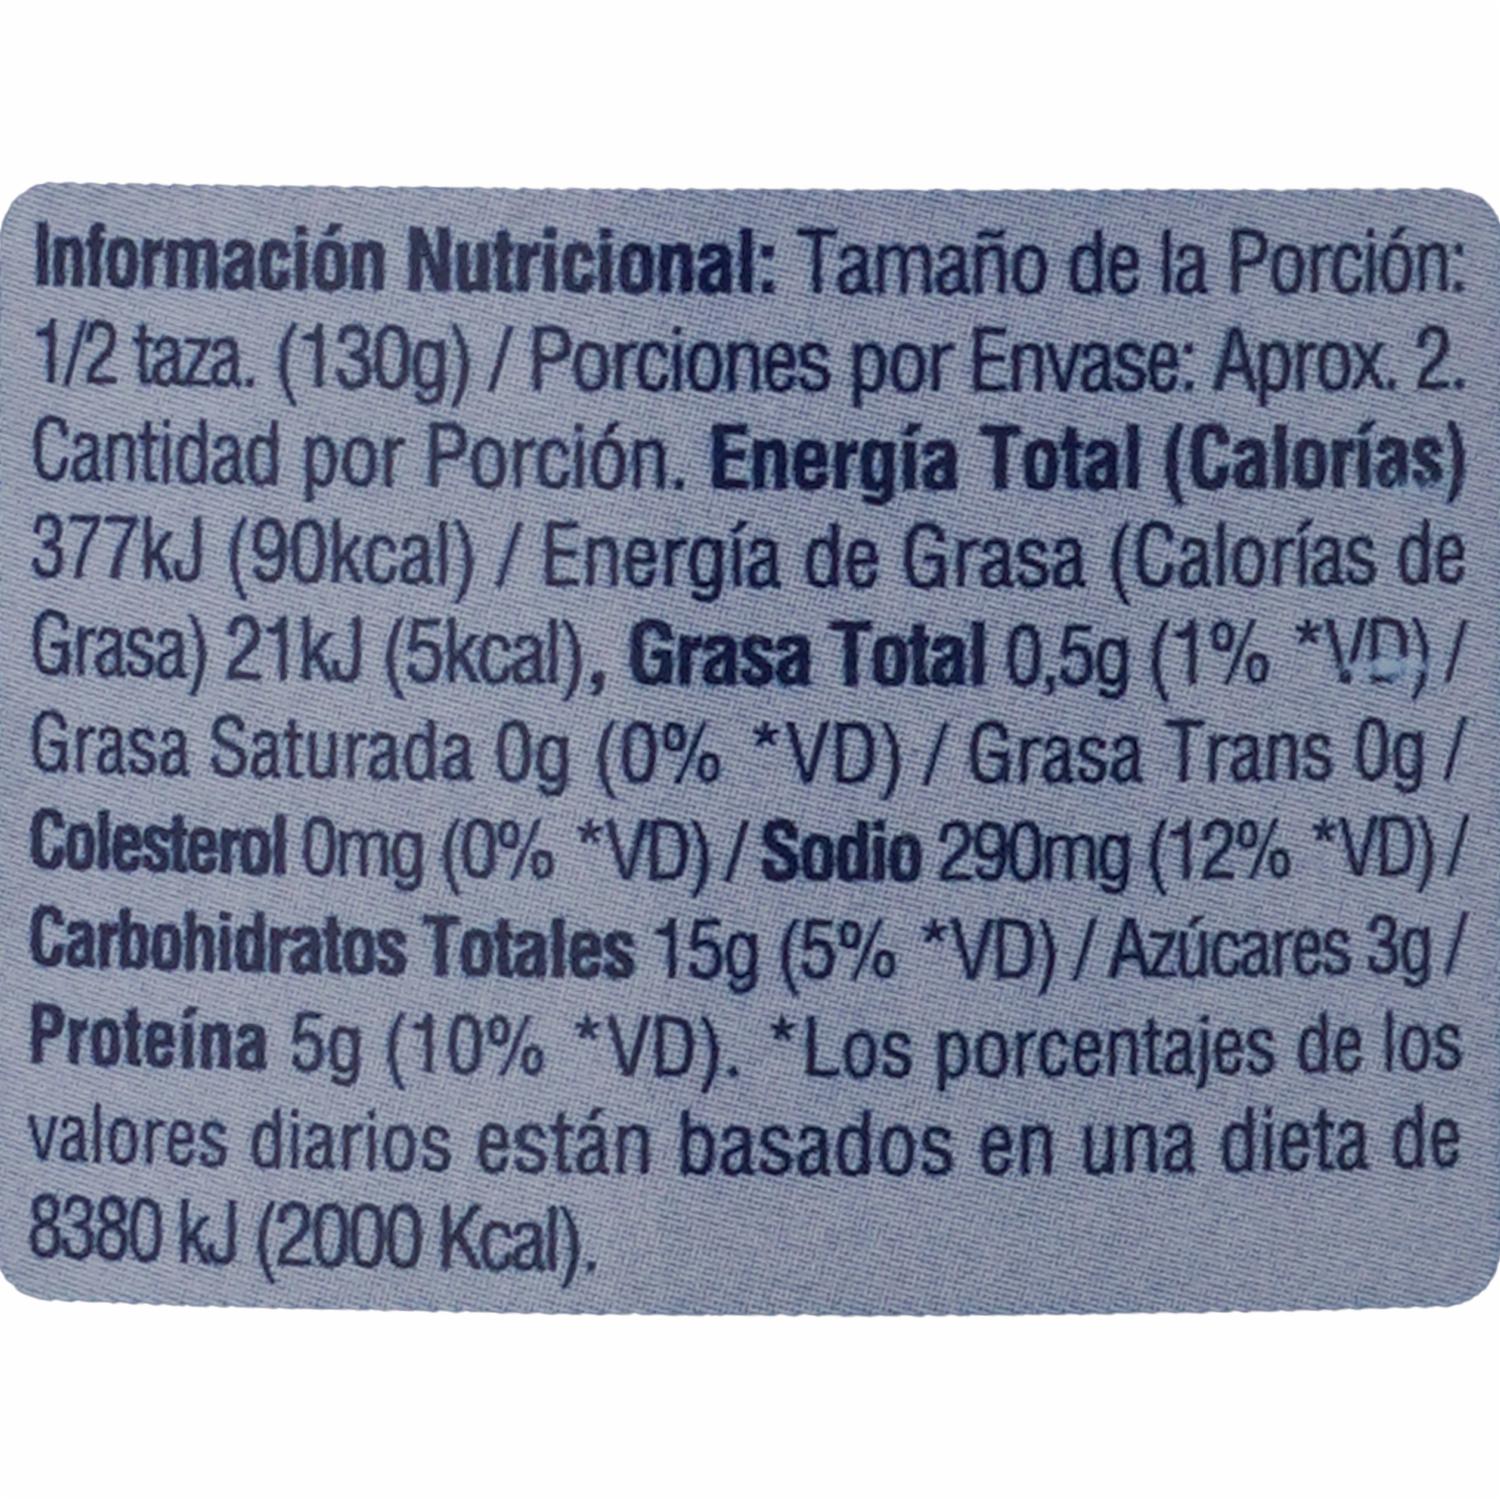 Información Nutricional: Tamaño de la Porción:
1/2 taza. (130g) / Porciones por Envase: Aprox. 2.
Cantidad por Porción. Energía Total (Calorías)
377kJ (90kcal) / Energía de Grasa (Calorías de
Grasa) 21kJ (5kcal), Grasa Total 0,5g (1% *VD) /
Grasa Saturada 0g (0% *VD) / Grasa Trans 0g /
Colesterol 0mg (0% *VD) / Sodio 290mg (12% *VD) /
Carbohidratos Totales 15g (5% *VD) / Azúcares 3g /
Proteína 5g (10% *VD). *Los porcentajes de los
valores diarios están basados en una dieta de
8380 kJ (2000 Kcal).